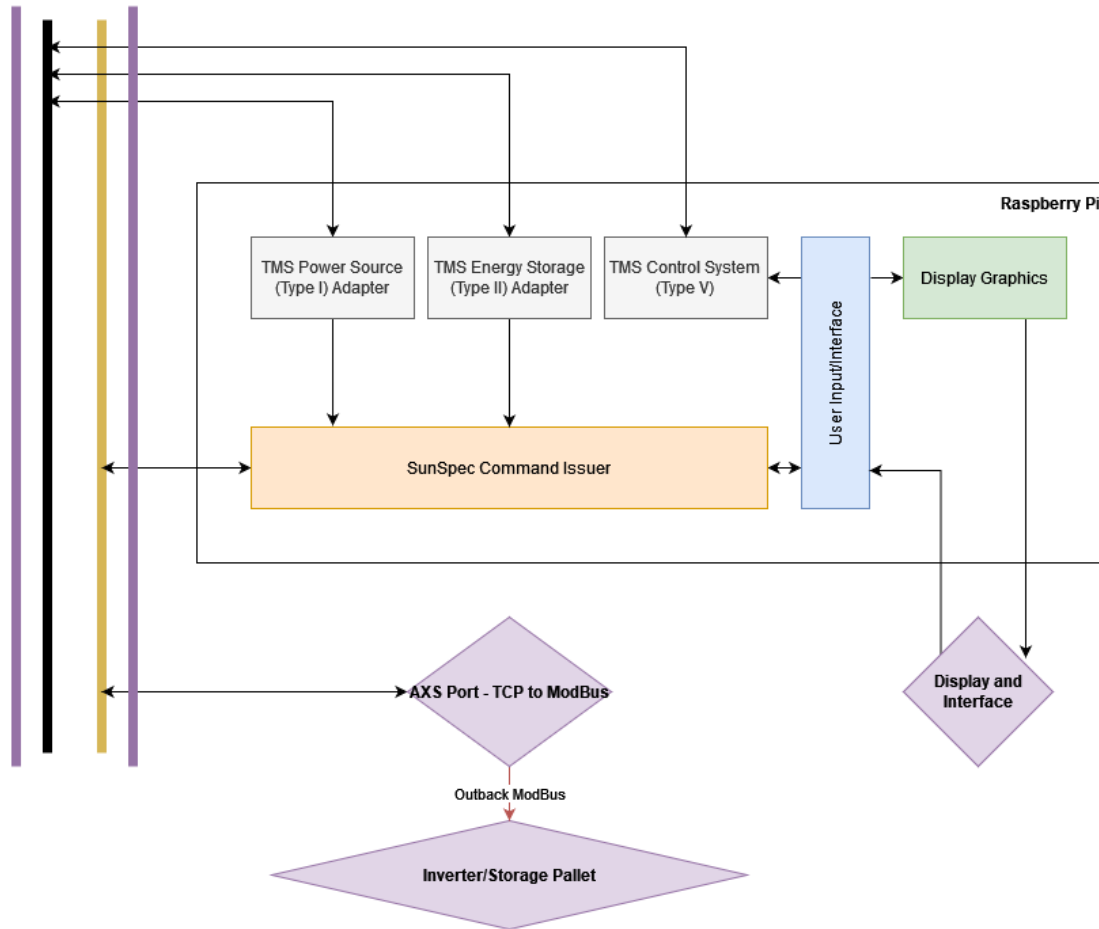 Raspberry Pi
TMS Power Source
(Type I) Adapter
TMS Energy Storage
(Type II) Adapter
TMS Control System
(Type V)
User Input/Interface
Display Graphics
SunSpec Command Issuer
AXS Port - TCP to ModBus
Display and
Interface
Outback ModBus
Inverter/Storage Pallet